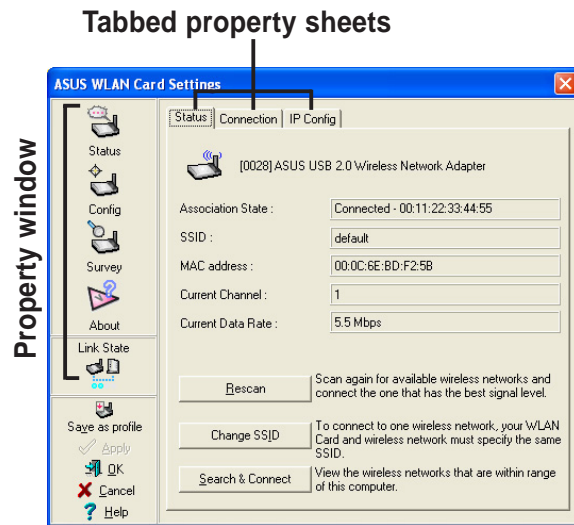 Tabbed property sheets
ASUS WLAN Card Settings
Property window
Status
Config
Survey
About
Link State
Save as profile
Apply
OK
Cancel
Help
Status Connection IP Config
[0028] ASUS USB 2.0 Wireless Network Adapter
Association State : Connected - 00:11:22:33:44:55
SSID : default
MAC address : 00:0C:6E:BD:F2:5B
Current Channel : 1
Current Data Rate : 5.5 Mbps
Rescan
Scan again for available wireless networks and
connect the one that has the best signal level.
Change SSID
To connect to one wireless network, your WLAN
Card and wireless network must specify the same
SSID.
Search & Connect
View the wireless networks that are within range
of this computer.